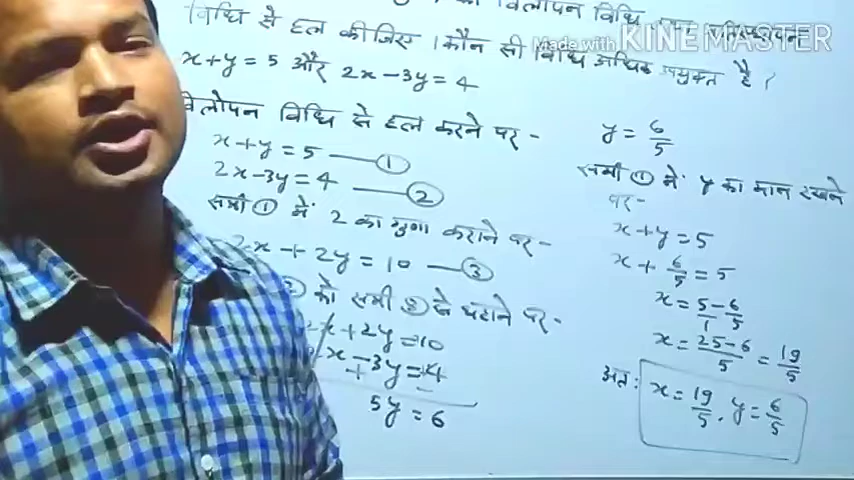 विलोपन विधि
विधि से हल कीजिए । कौन सी विधि अधिक उपयुक्त है ?
Made with KINEMASTER
x+y = 5 और 2x -3y = 4
विलोपन विधि से हल करने पर -
x+y = 5 — ①
2x-3y = 4 — ②
समी ① में 2 का गुणा कराने पर -
2x + 2y = 10 — ③
को समी ③ से घटाने पर -
2x + 2y = 10
2x - 3y = 4
+ -
5y = 6
y = 6/5
समी ① में y का मान रखने
पर -
x+y = 5
x + 6/5 = 5
x = 5/1 - 6/5
x = 25-6/5 = 19/5
अतः x = 19/5 , y = 6/5